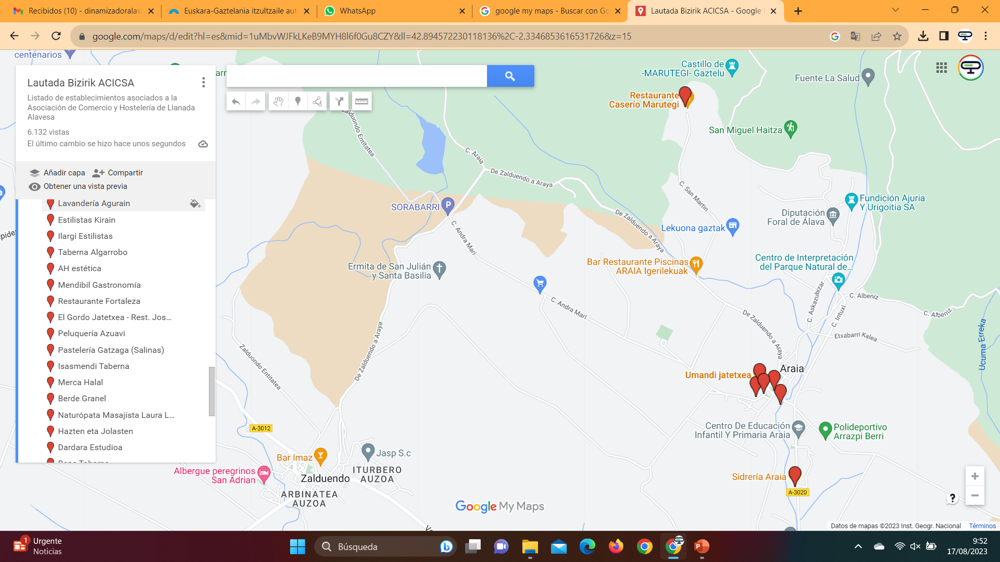 Recibidos (10) - dinamizadoralav
Euskara-Gaztelania itzultzaile aut
WhatsApp
google my maps - Buscar con Go
Lautada Bizirik ACICSA - Google
google.com/maps/d/edit?hl=es&mid=1uMbvWJFkLKeB9MYH8l6f0Gu8CZY&ll=42.894572230118136%2C-2.3346853616531726&z=15
centenarios
Lautada Bizirik ACICSA
Listado de establecimientos asociados a la
Asociación de Comercio y Hostelería de Llanada
Alavesa
6.132 vistas
El último cambio se hizo hace unos segundos
Añadir capa
Compartir
Obtener una vista previa
Lavandería Agurain
Estilistas Kirain
Ilargi Estilistas
Taberna Algarrobo
AH estética
Mendibil Gastronomía
Restaurante Fortaleza
El Gordo Jatetxea - Rest. Jos...
Peluquería Azuavi
Pastelería Gatzaga (Salinas)
Isasmendi Taberna
Merca Halal
Berde Granel
Naturópata Masajista Laura L...
Hazten eta Jolasten
Dardara Estudioa
Castillo de
-MARUTEGI- Gaztelu
Fuente La Salud
Restaurante
Caserío Marutegi
San Miguel Haitza
Zalduondo Entitatea
C. Araia
De Zalduendo a Araya
C. San Martin
SORABARRI
P
C. Andra Mari
De Zalduendo a Araya
Fundición Ajuria
Y Urigoitia SA
Diputación
Foral de Álava
Lekuona gaztak
Centro de Interpretación
del Parque Natural de...
Bar Restaurante Piscinas
ARAIA Igerilekuak
Ermita de San Julián
y Santa Basilia
C. Andra Mari
C. Askazubizar
C. Albeniz
C. Albeniz
C. Intuxi
De Zalduendo a Araya
Etxabarri Kalea
Ucuma Erreka
De Zalduendo a Araya
Zalduondo Entitatea
Umandi jatetxea
Araia
Centro De Educación
Infantil Y Primaria Araia
Polideportivo
Arrazpi Berri
A-3012
Bar Imaz
Jasp S.c
Albergue peregrinos
San Adrian
Zalduendo
ITURBERO
AUZOA
ARBINATEA
AUZOA
Sidrería Araia
A-3020
Google My Maps
Datos de mapas ©2023 Inst. Geogr. Nacional
Términos
1
Urgente
Noticias
Búsqueda
9:52
17/08/2023